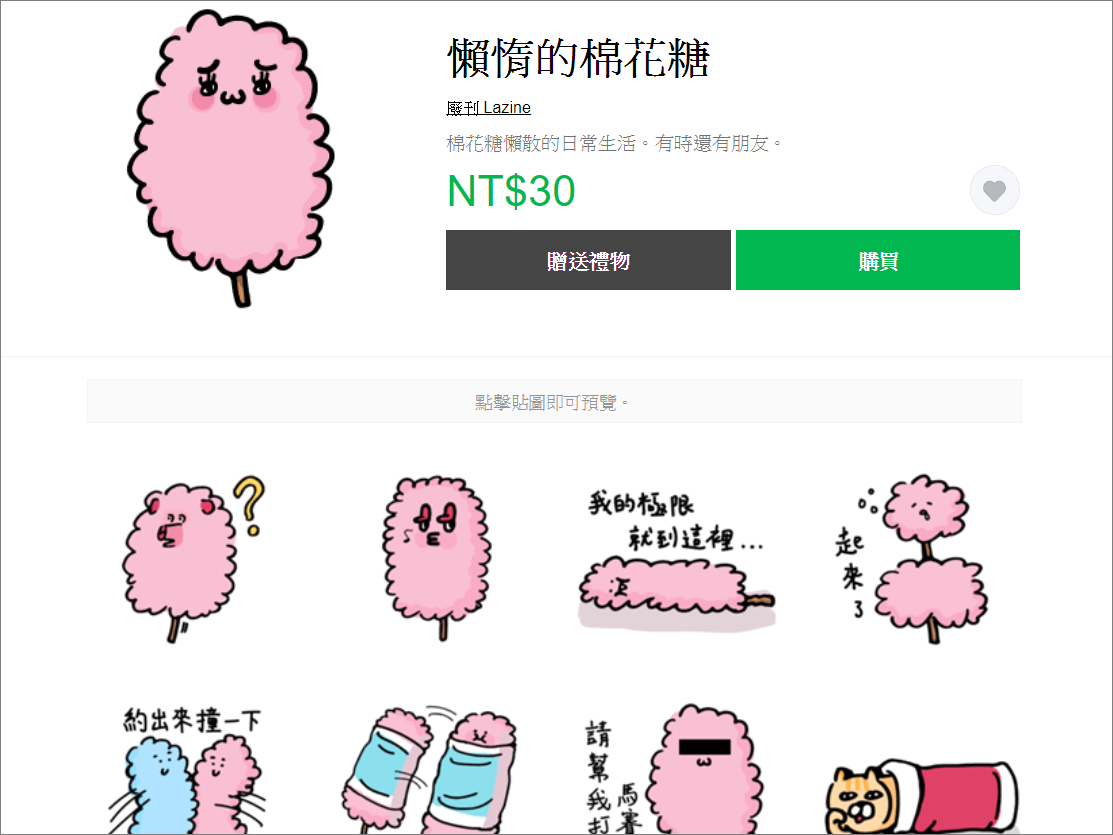 懶惰的棉花糖
廢刊 Lazine
棉花糖懶散的日常生活。有時還有朋友。
NT$30
贈送禮物
購買
點擊貼圖即可預覽。
?
我的極限
就到這裡...
起來了
約出來撞一下
請幫我打
馬賽